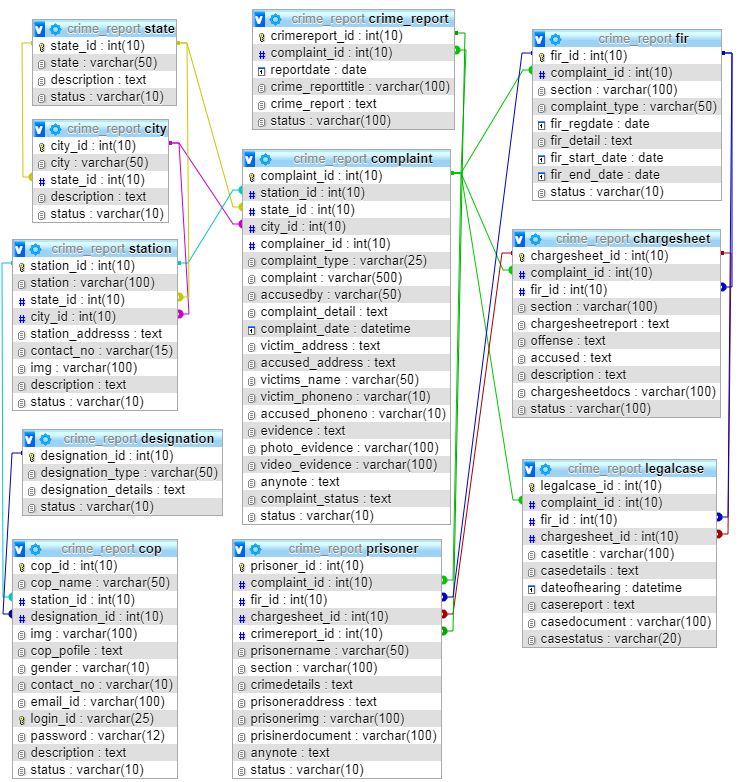 crime_report state
state_id : int(10)
state : varchar(50)
description : text
status : varchar(10)
crime_report city
city_id : int(10)
city : varchar(50)
state_id : int(10)
description : text
status : varchar(10)
crime_report station
station_id : int(10)
station : varchar(100)
state_id : int(10)
city_id : int(10)
station_addresss : text
contact_no : varchar(15)
img : varchar(100)
description : text
status : varchar(10)
crime_report designation
designation_id : int(10)
designation_type : varchar(50)
designation_details : text
status : varchar(10)
crime_report cop
cop_id : int(10)
cop_name : varchar(50)
station_id : int(10)
designation_id : int(10)
img : varchar(100)
cop_pofile : text
gender : varchar(10)
contact_no : varchar(10)
email_id : varchar(100)
login_id : varchar(25)
password : varchar(12)
description : text
status : varchar(10)
crime_report crime_report
crimereport_id : int(10)
complaint_id : int(10)
reportdate : date
crime_reporttitle : varchar(100)
crime_report : text
status : varchar(100)
crime_report complaint
complaint_id : int(10)
station_id : int(10)
state_id : int(10)
city_id : int(10)
complainer_id : int(10)
complaint_type : varchar(25)
complaint : varchar(500)
accusedby : varchar(50)
complaint_detail : text
complaint_date : datetime
victim_address : text
accused_address : text
victims_name : varchar(50)
victim_phoneno : varchar(10)
accused_phoneno : varchar(10)
evidence : text
photo_evidence : varchar(100)
video_evidence : varchar(100)
anynote : text
complaint_status : text
status : varchar(10)
crime_report prisoner
prisoner_id : int(10)
complaint_id : int(10)
fir_id : int(10)
chargesheet_id : int(10)
crimereport_id : int(10)
prisonername : varchar(50)
section : varchar(100)
crimedetails : text
prisoneraddress : text
prisonerimg : varchar(100)
prisinerdocument : varchar(100)
anynote : text
status : varchar(10)
crime_report fir
fir_id : int(10)
complaint_id : int(10)
section : varchar(100)
complaint_type : varchar(50)
fir_regdate : date
fir_detail : text
fir_start_date : date
fir_end_date : date
status : varchar(10)
crime_report chargesheet
chargesheet_id : int(10)
complaint_id : int(10)
fir_id : int(10)
section : varchar(100)
chargesheetreport : text
offense : text
accused : text
description : text
chargesheetdocs : varchar(100)
status : varchar(100)
crime_report legalcase
legalcase_id : int(10)
complaint_id : int(10)
fir_id : int(10)
chargesheet_id : int(10)
casetitle : varchar(100)
casedetails : text
dateofhearing : datetime
casereport : text
casedocument : varchar(100)
casestatus : varchar(20)